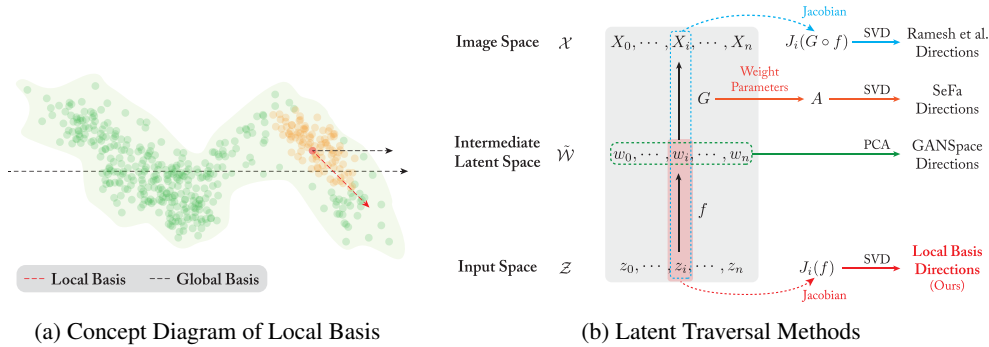 Local Basis
Global Basis
(a) Concept Diagram of Local Basis
Jacobian
Image Space 𝒳 X₀, ⋯, Xᵢ, ⋯, Xₙ Jᵢ(G ∘ f) SVD Ramesh et al.
Directions
Weight
Parameters
G A SVD SeFa
Directions
Intermediate
Latent Space 𝒲̃ w₀, ⋯, wᵢ, ⋯, wₙ PCA GANSpace
Directions
f
Input Space 𝒵 z₀, ⋯, zᵢ, ⋯, zₙ Jᵢ(f) SVD Local Basis
Directions
(Ours)
Jacobian
(b) Latent Traversal Methods